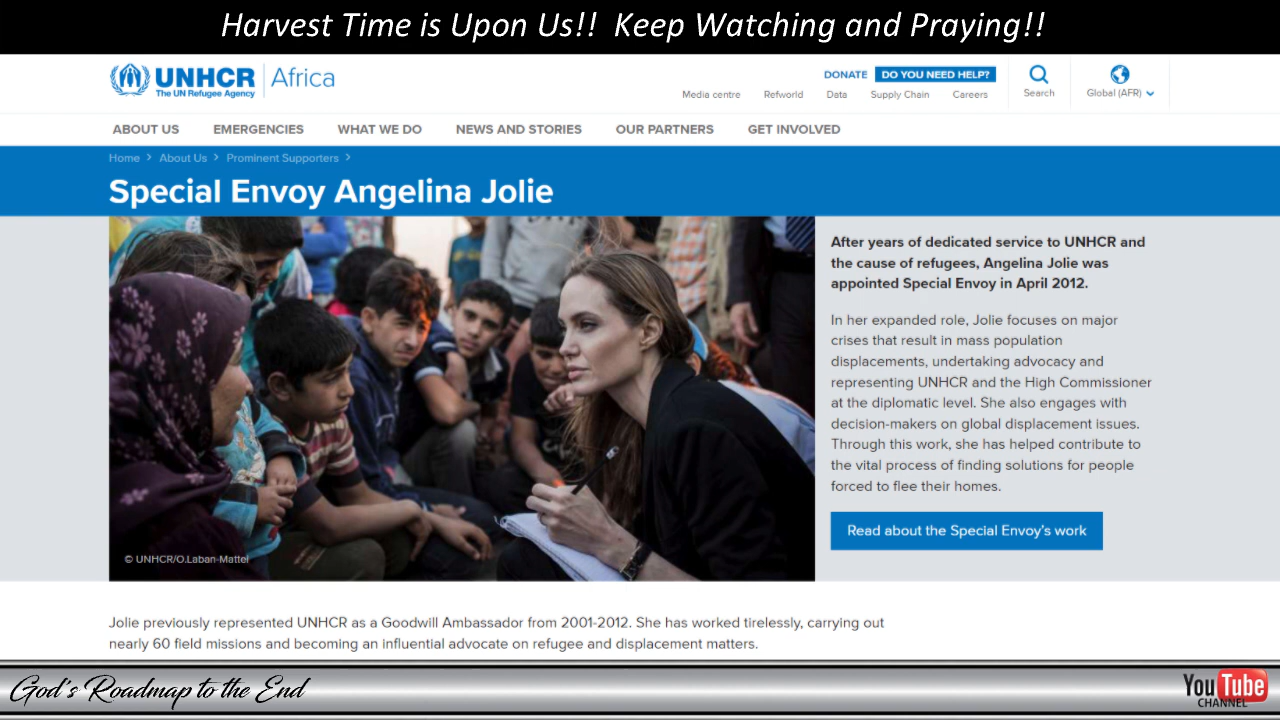 Harvest Time is Upon Us!! Keep Watching and Praying!!
UNHCR
The UN Refugee Agency
Africa
DONATE DO YOU NEED HELP?
Media centre Refworld Data Supply Chain Careers
Search
Global (AFR)
ABOUT US EMERGENCIES WHAT WE DO NEWS AND STORIES OUR PARTNERS GET INVOLVED
Home > About Us > Prominent Supporters >
Special Envoy Angelina Jolie
After years of dedicated service to UNHCR and
the cause of refugees, Angelina Jolie was
appointed Special Envoy in April 2012.
In her expanded role, Jolie focuses on major
crises that result in mass population
displacements, undertaking advocacy and
representing UNHCR and the High Commissioner
at the diplomatic level. She also engages with
decision-makers on global displacement issues.
Through this work, she has helped contribute to
the vital process of finding solutions for people
forced to flee their homes.
Read about the Special Envoy's work
© UNHCR/O.Laban-Mattei
Jolie previously represented UNHCR as a Goodwill Ambassador from 2001-2012. She has worked tirelessly, carrying out
nearly 60 field missions and becoming an influential advocate on refugee and displacement matters.
God's Roadmap to the End
YouTube
CHANNEL